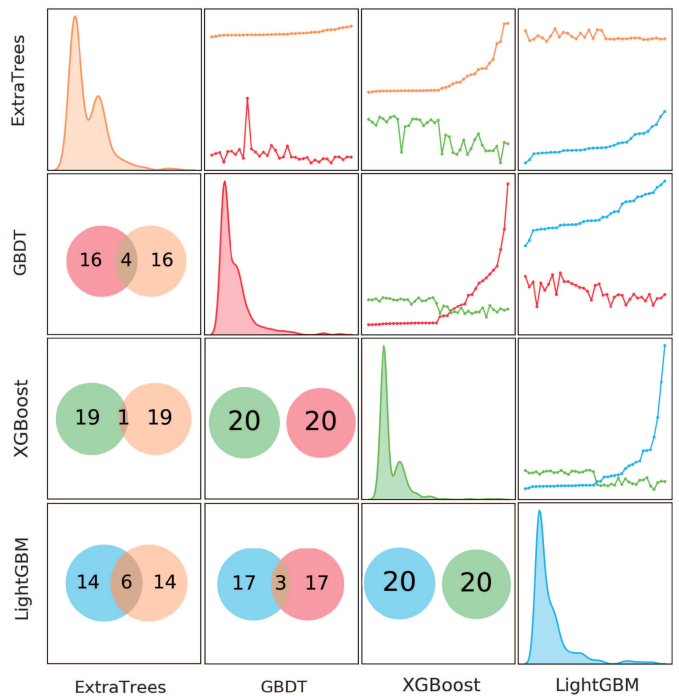 ExtraTrees
GBDT
16 4 16
XGBoost
19 1 19
20 20
LightGBM
14 6 14
17 3 17
20 20
ExtraTrees GBDT XGBoost LightGBM